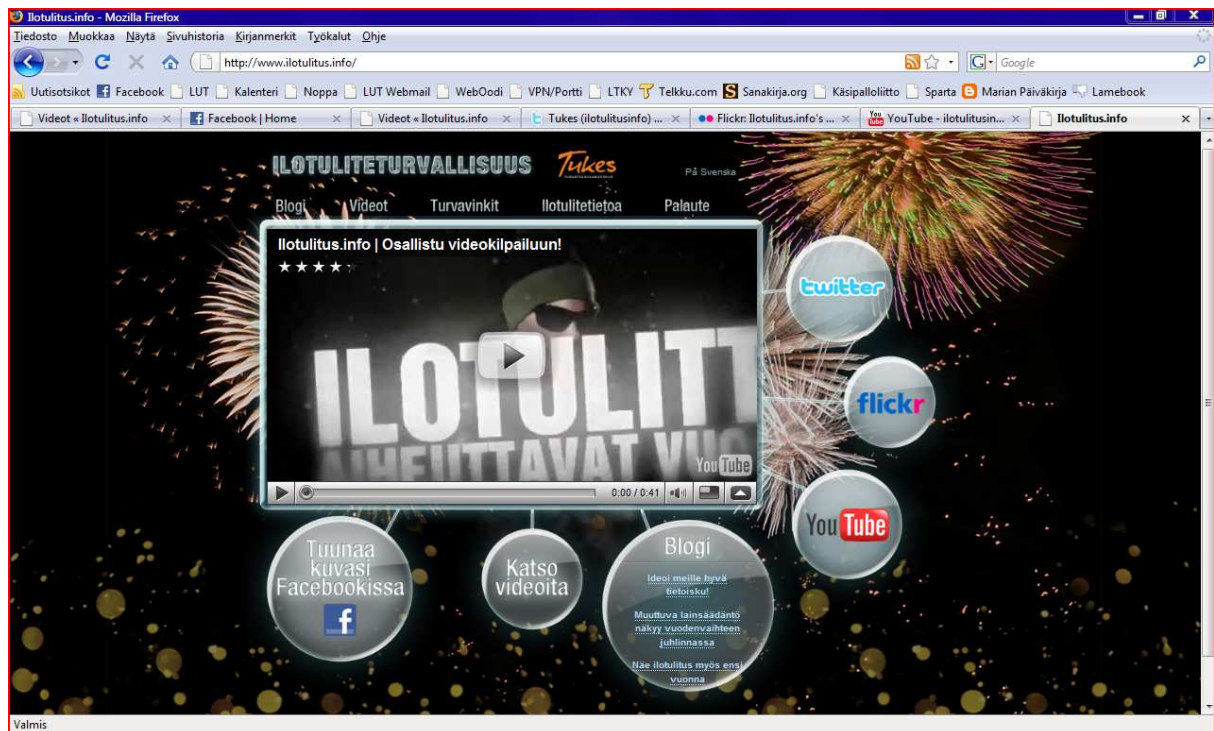 Ilotulitus.info - Mozilla Firefox
Tiedosto Muokkaa Näytä Sivuhistoria Kirjanmerkit Työkalut Ohje
http://www.ilotulitus.info/
Google
Uutisotsikot Facebook LUT Kalenteri Noppa LUT Webmail WebOodi VPN/Portti LTKY Telkku.com Sanakirja.org Käsipalloliitto Sparta Marian Päiväkirja Lamebook
Videot « Ilotulitus.info Facebook | Home Videot « Ilotulitus.info Tukes (ilotulitusinfo) ... Flickr: Ilotulitus.info's ... YouTube - ilotulitusin... Ilotulitus.info
ILOTULITETURVALLISUUS Tukes På Svenska
Blogi Videot Turvavinkit Ilotulitetietoa Palaute
Ilotulitus.info | Osallistu videokilpailuun!
twitter
ILOTULITT
AIHEUTTAVAT VUO
flickr
YouTube
0:00 / 0:41
YouTube
Tuunaa
kuvasi
Facebookissa
f
Katso
videoita
Blogi
Ideoi meille hyvä
tietoisku!
Muuttuva lainsäädäntö
näkyy vuodenvaihteen
juhlinnassa
Näe ilotulitus myös ensi
vuonna
Valmis